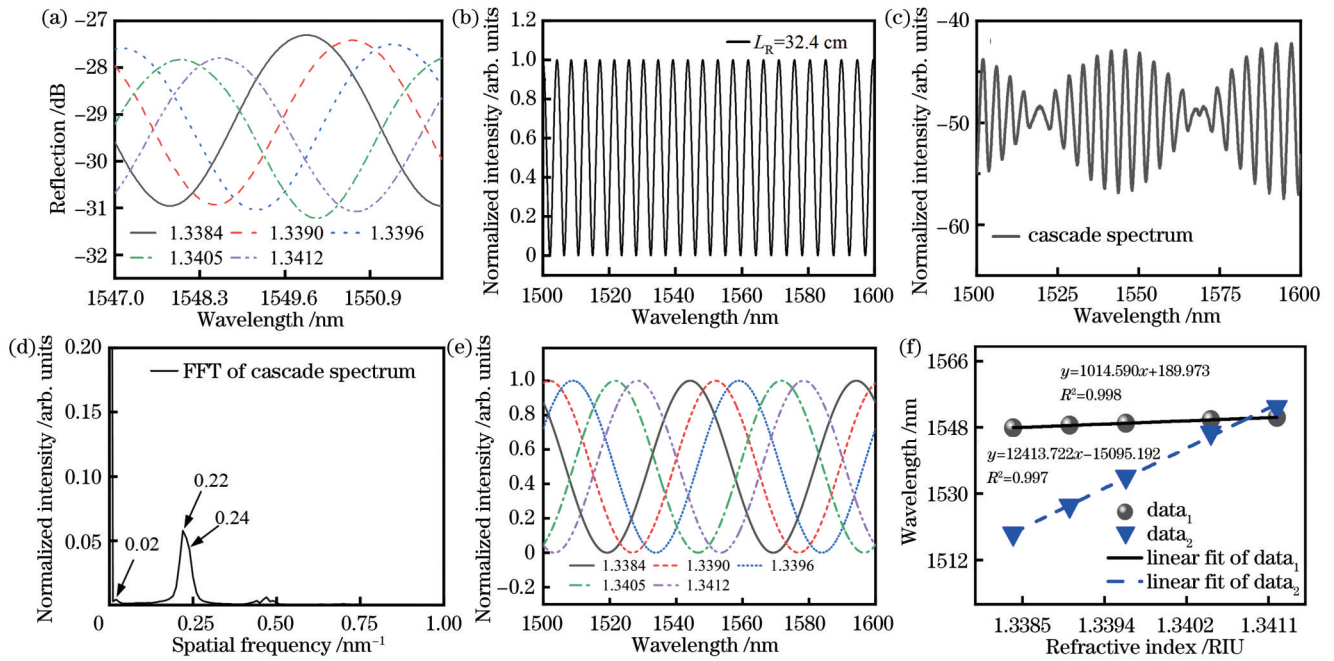 (a)
-27
-28
-29
-30
-31
-32
Reflection /dB
1.3384 1.3390 1.3396
1.3405 1.3412
1547.0 1548.3 1549.6 1550.9
Wavelength /nm
(b)
Normalized intensity /arb. units
1.2
1.0
0.8
0.6
0.4
0.2
0
L_R=32.4 cm
1500 1520 1540 1560 1580 1600
Wavelength /nm
(c)
Normalized intensity /arb. units
-40
-50
-60
cascade spectrum
1500 1525 1550 1575 1600
Wavelength /nm
(d)
Normalized intensity /arb. units
0.20
0.15
0.10
0.05
FFT of cascade spectrum
0.22
0.24
0.02
0 0.25 0.50 0.75 1.00
Spatial frequency /nm⁻¹
(e)
Normalized intensity /arb. units
1.2
1.0
0.8
0.6
0.4
0.2
0
-0.2
1.3384 1.3390 1.3396
1.3405 1.3412
1500 1520 1540 1560 1580 1600
Wavelength /nm
(f)
Wavelength /nm
1566
1548
1530
1512
y=1014.590x+189.973
R²=0.998
y=12413.722x−15095.192
R²=0.997
data₁
data₂
linear fit of data₁
linear fit of data₂
1.3385 1.3394 1.3402 1.3411
Refractive index /RIU